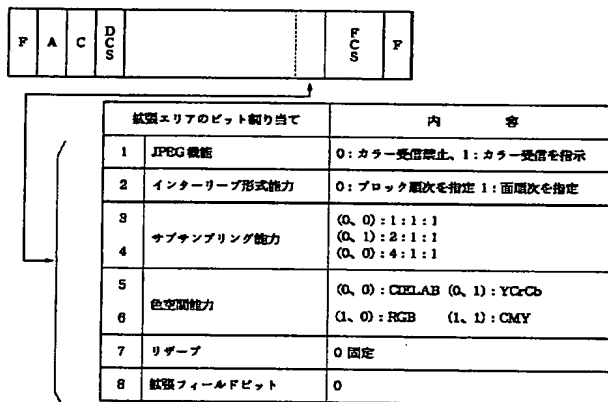 F A C DCS FCS F
拡張エリアのビット割り当て 内 容
1 JPEG機能 0：カラー受信禁止、1：カラー受信を指示
2 インターリーブ形式能力 0：ブロック順次を指定 1：面順次を指定
3 (0、0)：1：1：1
サブサンプリング能力 (0、1)：2：1：1
4 (0、0)：4：1：1
5 (0、0)：CIELAB (0、1)：YCrCb
色空間能力
6 (1、0)：RGB (1、1)：CMY
7 リザーブ 0 固定
8 拡張フィールドビット 0